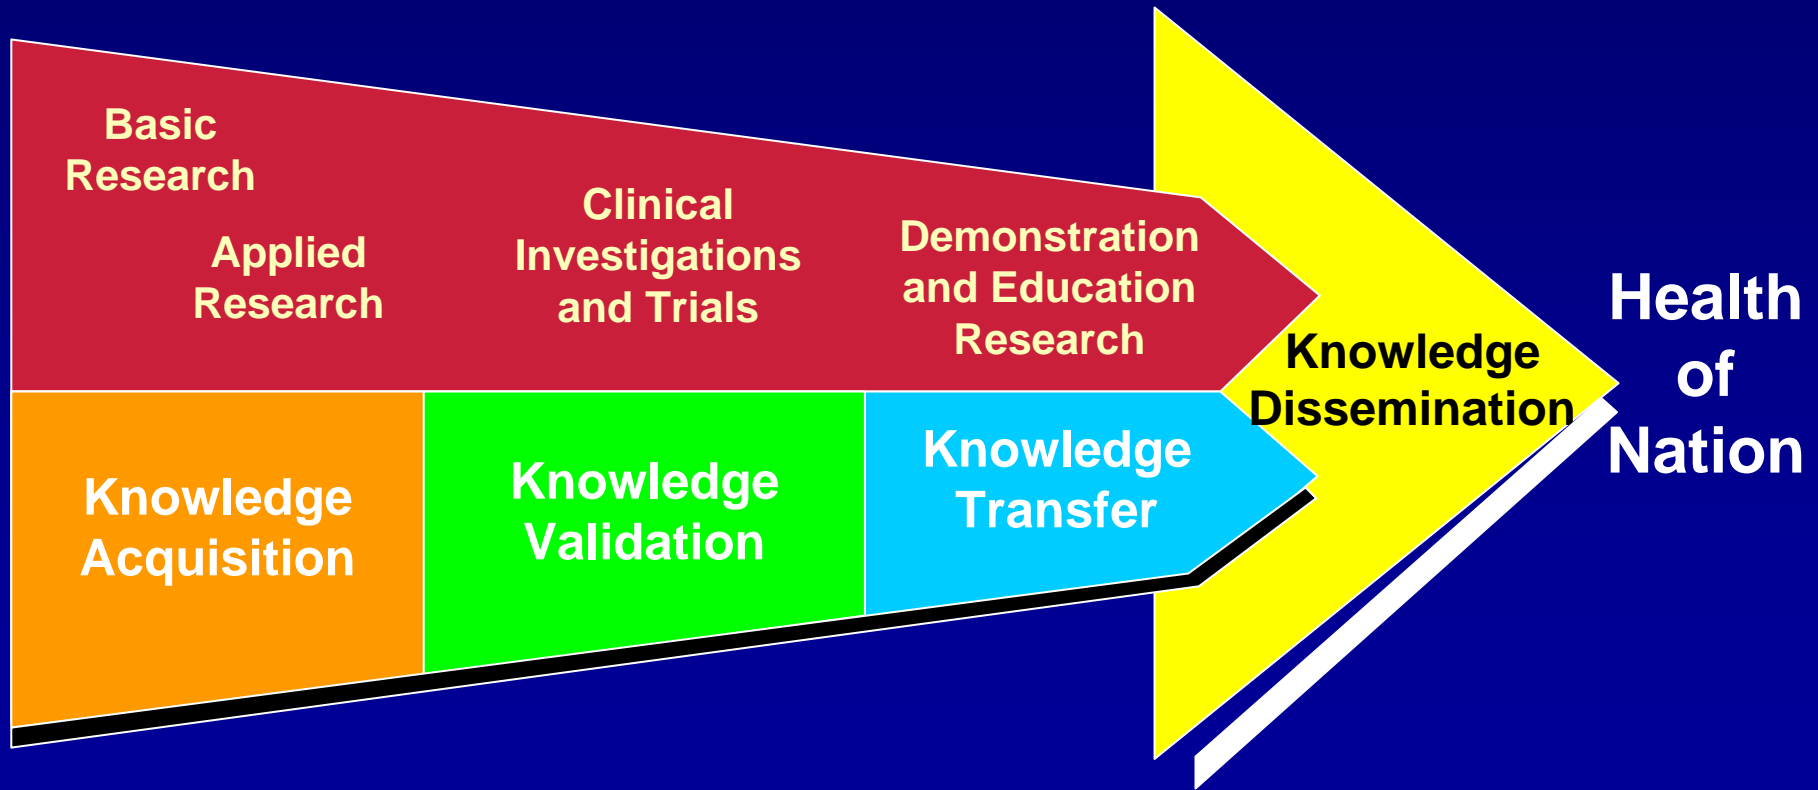 Basic
Research
Applied
Research
Clinical
Investigations
and Trials
Demonstration
and Education
Research
Knowledge
Acquisition
Knowledge
Validation
Knowledge
Transfer
Knowledge
Dissemination
Health
of
Nation